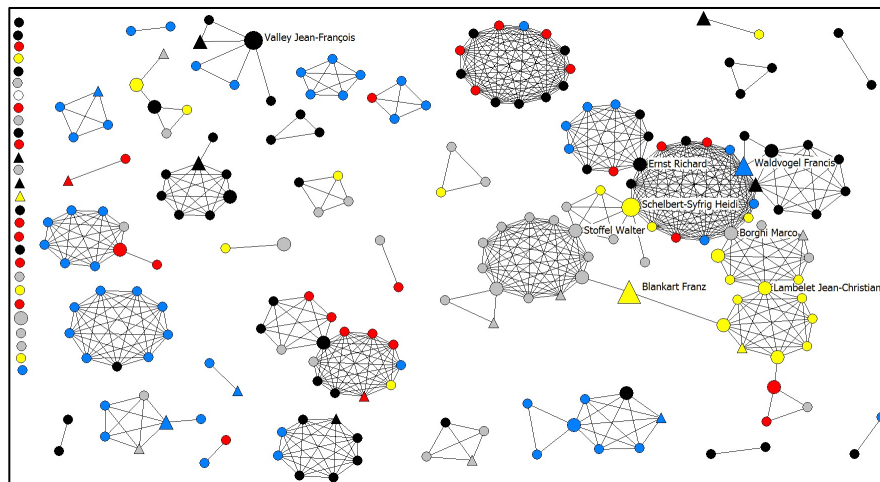 Valley Jean-François
Ernst Richard
Waldvogel Francis
Schelbert-Syfrig Heidi
Stoffel Walter
Borghi Marco
Blankart Franz
Lambelet Jean-Christian